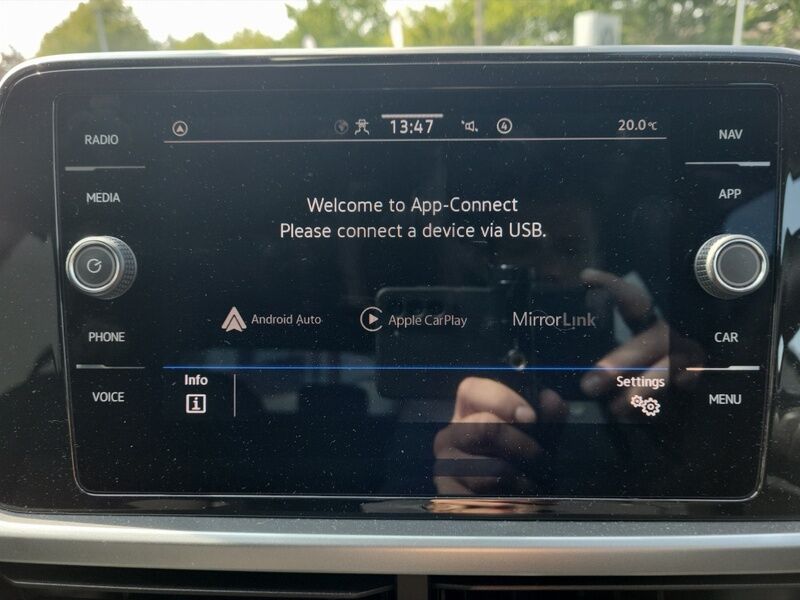 RADIO
MEDIA
PHONE
VOICE
13:47
4
20.0°C
Welcome to App-Connect
Please connect a device via USB.
Android Auto
Apple CarPlay
MirrorLink
Info
i
Settings
NAV
APP
CAR
MENU